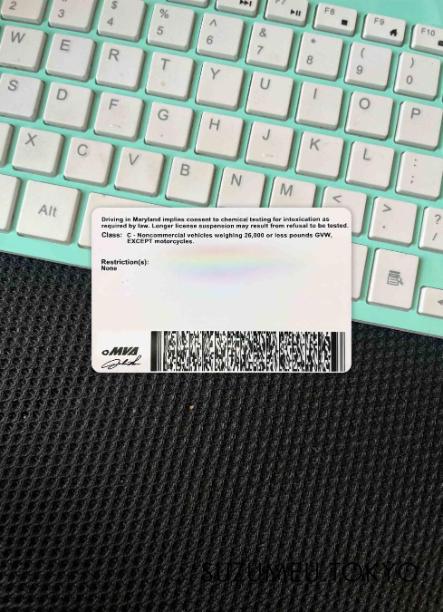 2 3 $ 4 % 5 ^ 6 & 7 * 8 ( 9 ) 0
F7 F8 F9 F10
W E R T Y U I O P
S D F G H J K L : ;
X C V B N M < >
Alt
Driving in Maryland implies consent to chemical testing for intoxication as
required by law. Longer license suspension may result from refusal to be tested.
Class: C - Noncommercial vehicles weighing 26,000 or less pounds GVW,
EXCEPT motorcycles.
Restriction(s):
None
MVA
SUZUMEU.TOKYO